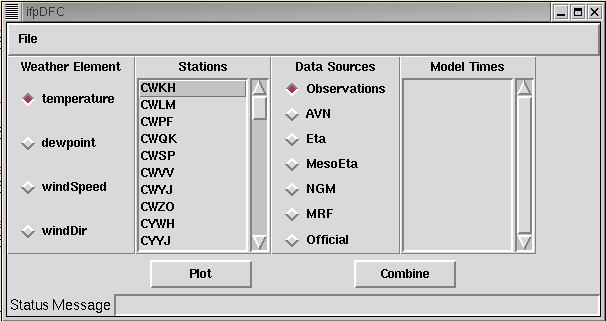 ifpDFC
File
Weather Element
temperature
dewpoint
windSpeed
windDir
Stations
CWKH
CWLM
CWPF
CWQK
CWSP
CWVV
CWYJ
CWZO
CYWH
CYYJ
Data Sources
Observations
AVN
Eta
MesoEta
NGM
MRF
Official
Model Times
Plot
Combine
Status Message